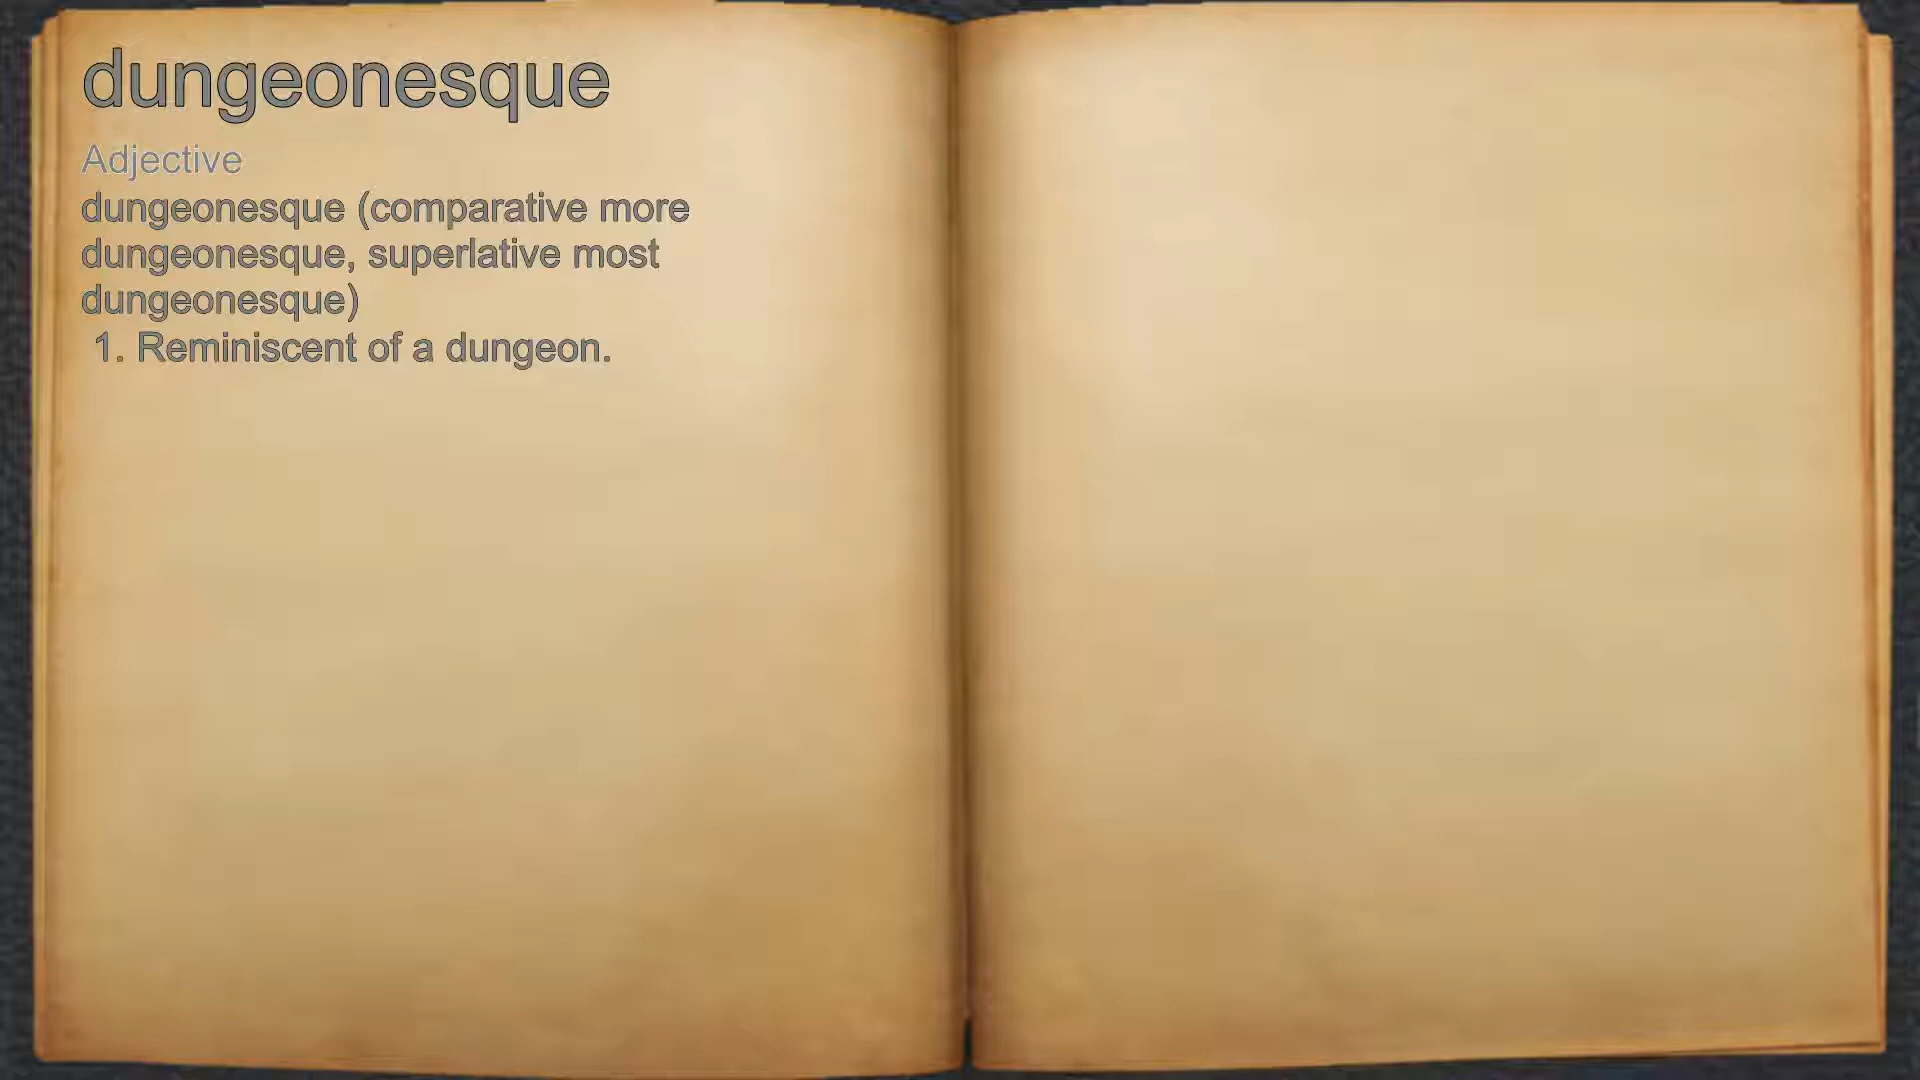 dungeonesque
Adjective
dungeonesque (comparative more
dungeonesque, superlative most
dungeonesque)
1. Reminiscent of a dungeon.